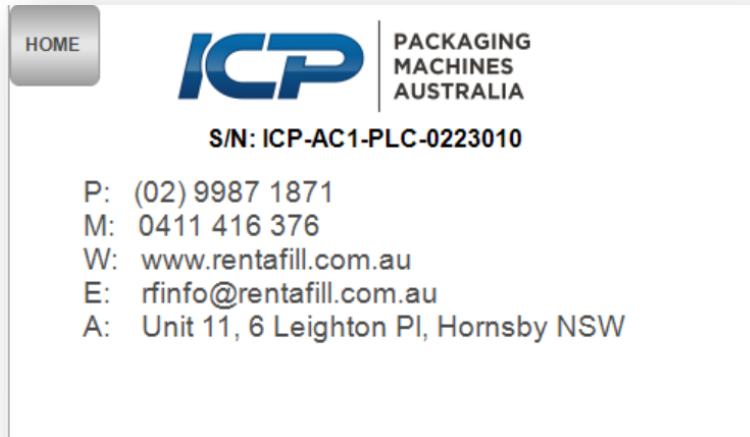 HOME
ICP
PACKAGING
MACHINES
AUSTRALIA
S/N: ICP-AC1-PLC-0223010
P: (02) 9987 1871
M: 0411 416 376
W: www.rentafill.com.au
E: rfinfo@rentafill.com.au
A: Unit 11, 6 Leighton Pl, Hornsby NSW